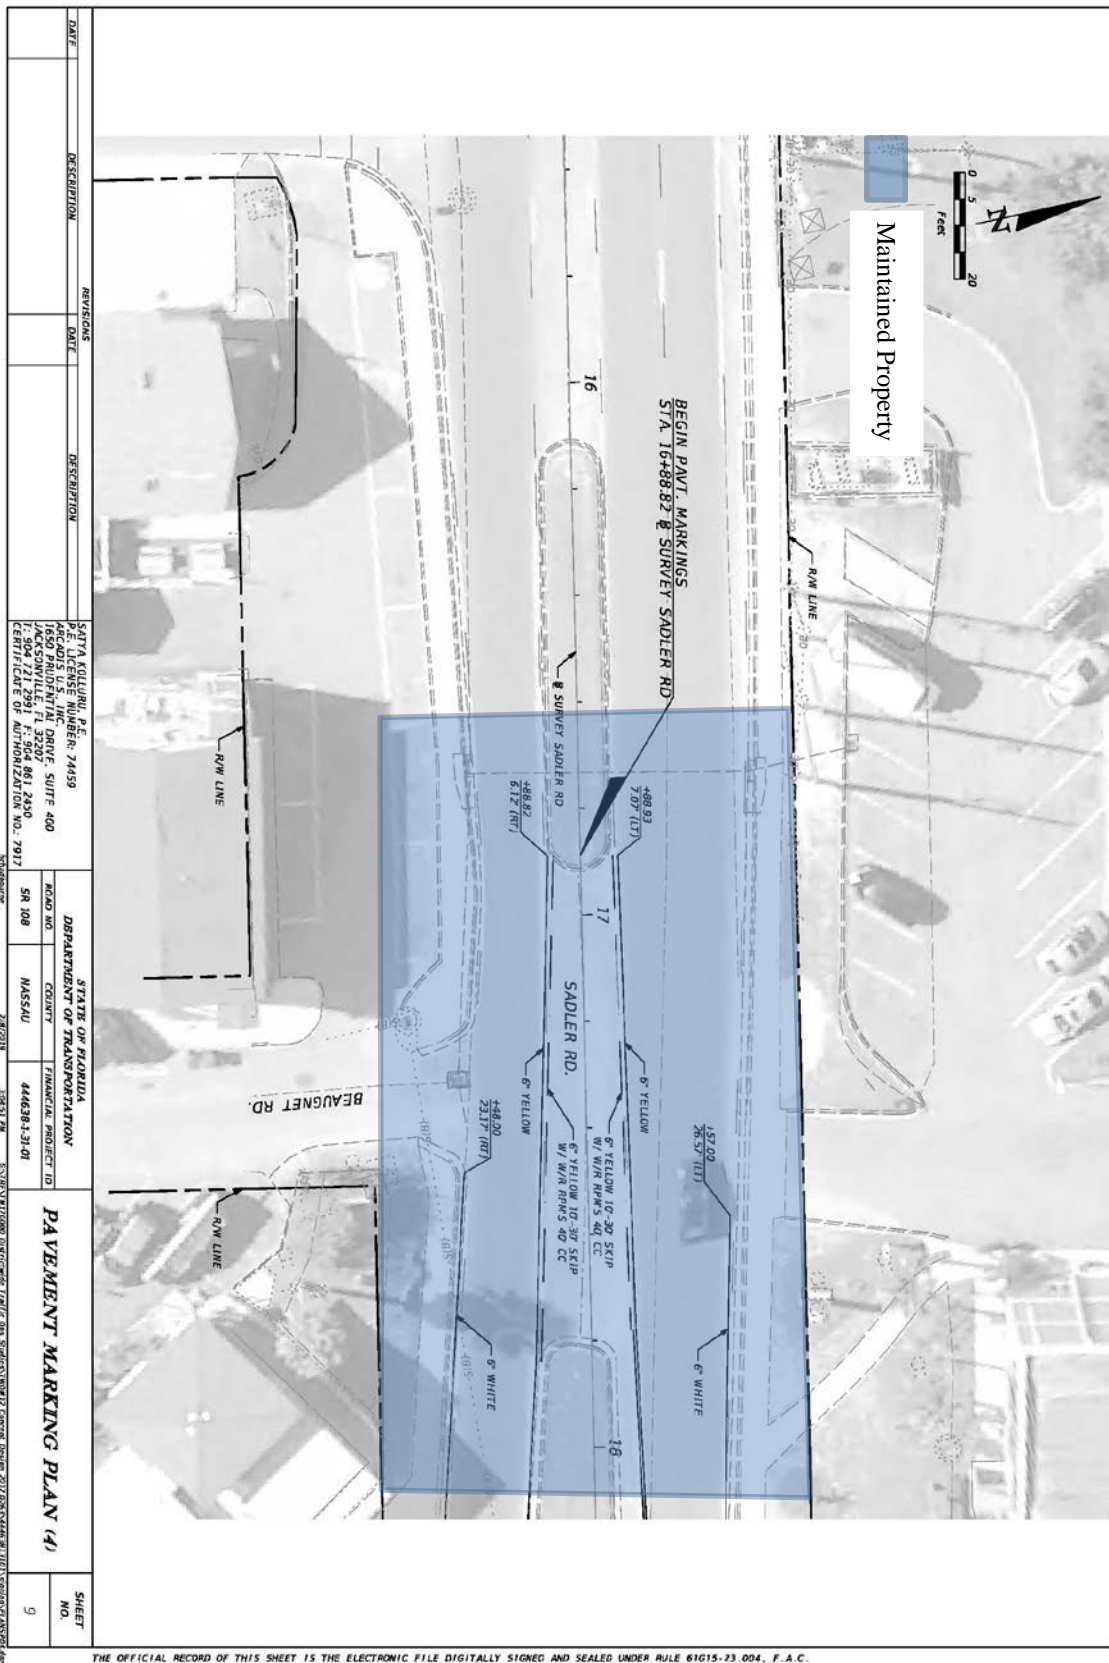 Maintained Property
0
5
20
Feet
N
16
BEGIN PAVT. MARKINGS
STA. 16+88.82 ℄ SURVEY SADLER RD
R/W LINE
20
℄ SURVEY SADLER RD
R/W LINE
+88.93
7.07' (LT)
+88.82
6.12' (RT)
17
SADLER RD.
6" YELLOW
6" YELLOW
6" YELLOW 10'-30' SKIP
W/ W/R RPM'S 40' CC
6" YELLOW 10'-30' SKIP
W/ W/R RPM'S 40' CC
+57.00
26.57' (LT)
+48.00
23.17' (RT)
BEAUGNET RD.
R/W LINE
6" WHITE
6" WHITE
18
REVISIONS
DATE
DESCRIPTION
DATE
DESCRIPTION
SATYA KOLLURU, P.E.
P.E. LICENSE NUMBER: 74459
ARCADIS U.S., INC.
1650 PRUDENTIAL DRIVE, SUITE 400
JACKSONVILLE, FL 32207
T: 904 721 2991 F: 904 861 2450
CERTIFICATE OF AUTHORIZATION NO.: 7917
STATE OF FLORIDA
DEPARTMENT OF TRANSPORTATION
ROAD NO.
COUNTY
FINANCIAL PROJECT ID
SR 108
NASSAU
444638-1-31-01
PAVEMENT MARKING PLAN (4)
SHEET
NO.
9
THE OFFICIAL RECORD OF THIS SHEET IS THE ELECTRONIC FILE DIGITALLY SIGNED AND SEALED UNDER RULE 61G15-23.004, F.A.C.